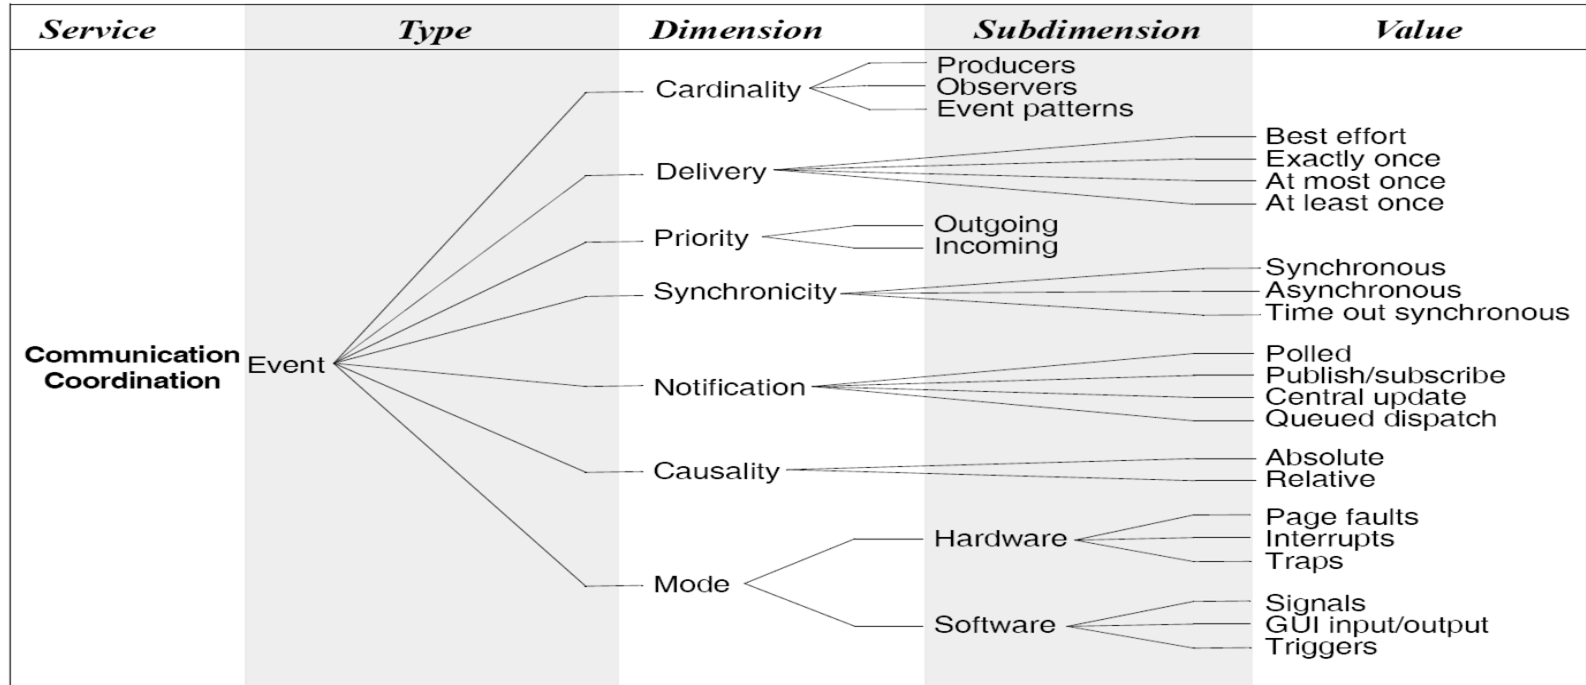 Service Type Dimension Subdimension Value
Communication
Coordination
Event
Cardinality
Producers
Observers
Event patterns
Delivery
Best effort
Exactly once
At most once
At least once
Priority
Outgoing
Incoming
Synchronicity
Synchronous
Asynchronous
Time out synchronous
Notification
Polled
Publish/subscribe
Central update
Queued dispatch
Causality
Absolute
Relative
Mode
Hardware
Page faults
Interrupts
Traps
Software
Signals
GUI input/output
Triggers